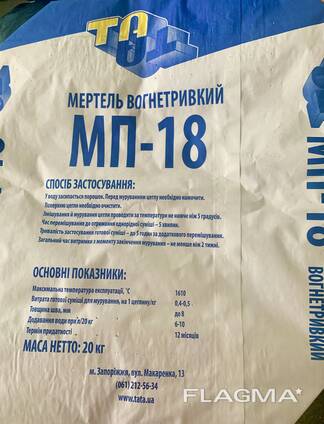 ТАТА
МЕРТЕЛЬ ВОГНЕТРИВКИЙ
МП-18
СПОСІБ ЗАСТОСУВАННЯ:
У воду засипається порошок. Перед муруванням цеглу необхідно намочити.
Поверхню цегли необхідно очистити.
Змішування й мурування цегли проводити за температури не нижче ніж 5 градусів.
Час перемішування до отримання однорідної суміші – 5 хвилин.
Тривалість застосування готової суміші – до 5 годин за додаткового перемішування.
Загальний час витримки з моменту закінчення мурування – не менше ніж 2 тижні.
ОСНОВНІ ПОКАЗНИКИ:
Максимальна температура експлуатації, °С 1610
Витрата готової суміші для мурування, на 1 цеглину/кг 0,4-0,5
Товщина шва, мм до 8
Додавання води при л/20 кг 6-10
Термін придатності 12 місяців
МАСА НЕТТО: 20 кг
м. Запоріжжя, вул. Макаренка, 13
(061) 212-56-34
www.tata.ua
МП-18
ВОГНЕТРИВКИЙ
FLAGMA